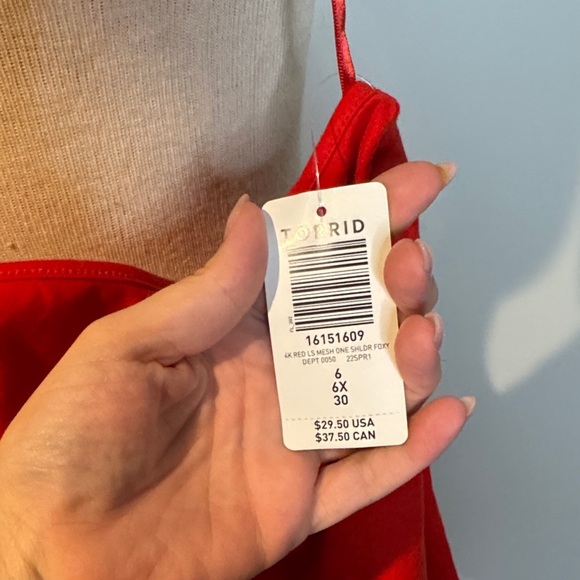 TORRID
16151609
4K RED LS MESH ONE SHLDR FOXY
DEPT 0050 22SPR1
6
6X
30
$29.50 USA
$37.50 CAN